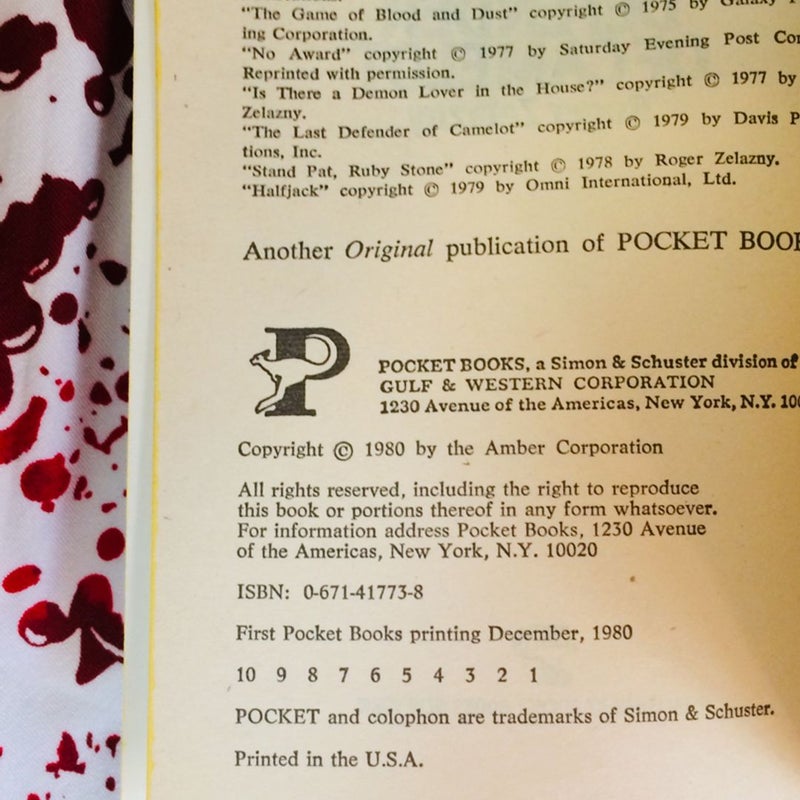 "The Game of Blood and Dust" copyright © 1975 by Galaxy
ing Corporation.
"No Award" copyright © 1977 by Saturday Evening Post
Reprinted with permission.
"Is There a Demon Lover in the House?" copyright © 1977 by
Zelazny.
"The Last Defender of Camelot" copyright © 1979 by Davis P
tions, Inc.
"Stand Pat, Ruby Stone" copyright © 1978 by Roger Zelazny.
"Halfjack" copyright © 1979 by Omni International, Ltd.
Another Original publication of POCKET BOO
P
POCKET BOOKS, a Simon & Schuster division of
GULF & WESTERN CORPORATION
1230 Avenue of the Americas, New York, N.Y. 10
Copyright © 1980 by the Amber Corporation
All rights reserved, including the right to reproduce
this book or portions thereof in any form whatsoever.
For information address Pocket Books, 1230 Avenue
of the Americas, New York, N.Y. 10020
ISBN: 0-671-41773-8
First Pocket Books printing December, 1980
10 9 8 7 6 5 4 3 2 1
POCKET and colophon are trademarks of Simon & Schuster.
Printed in the U.S.A.